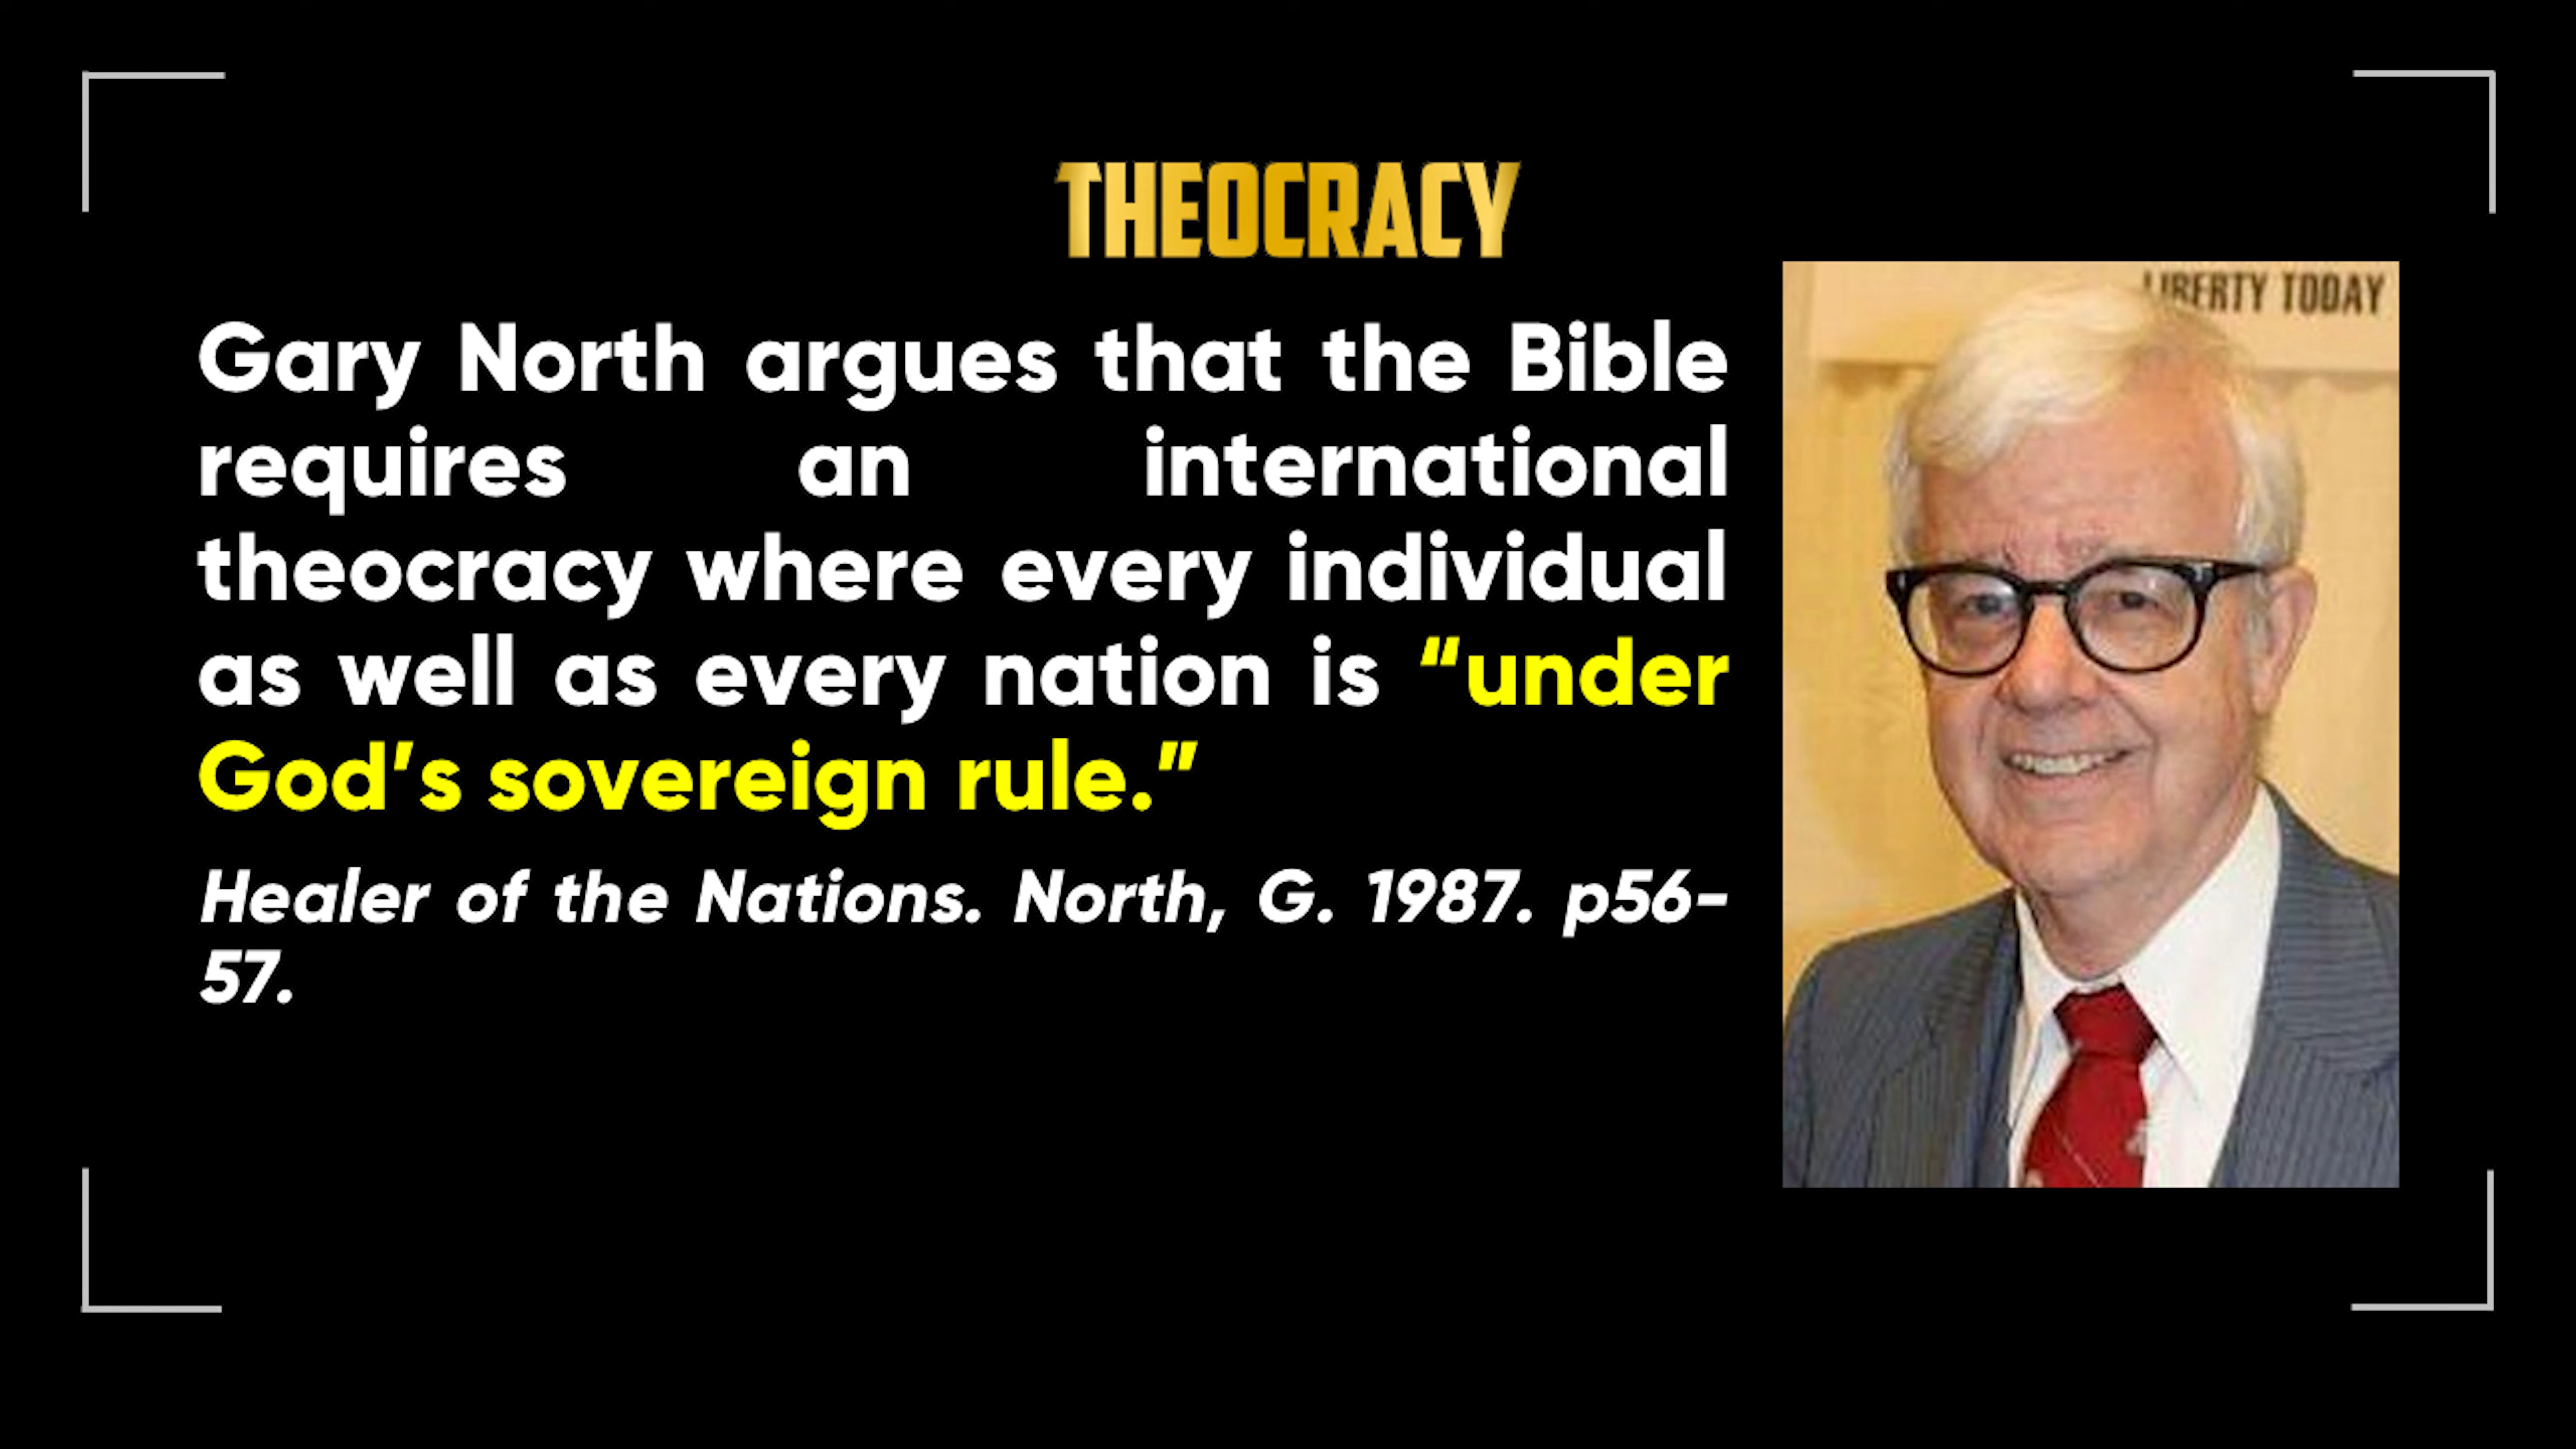 THEOCRACY
LIBERTY TODAY
Gary North argues that the Bible
requires an international
theocracy where every individual
as well as every nation is “under
God’s sovereign rule.”
Healer of the Nations. North, G. 1987. p56-
57.